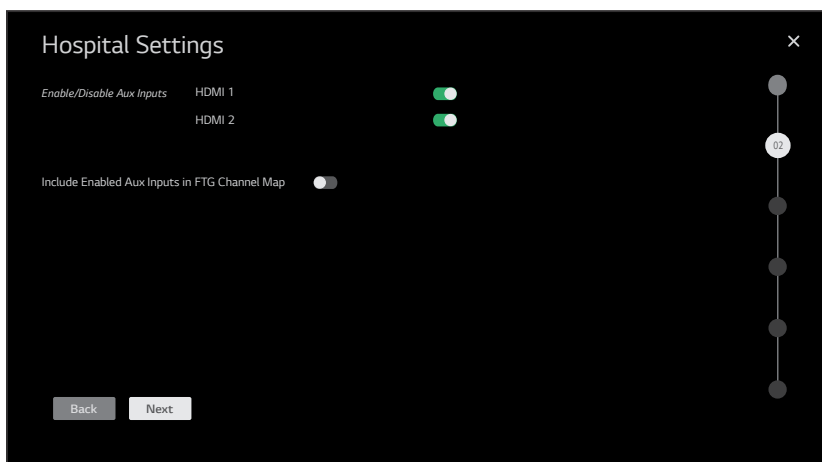 Hospital Settings
×
Enable/Disable Aux Inputs HDMI 1
HDMI 2
02
Include Enabled Aux Inputs in FTG Channel Map
Back Next